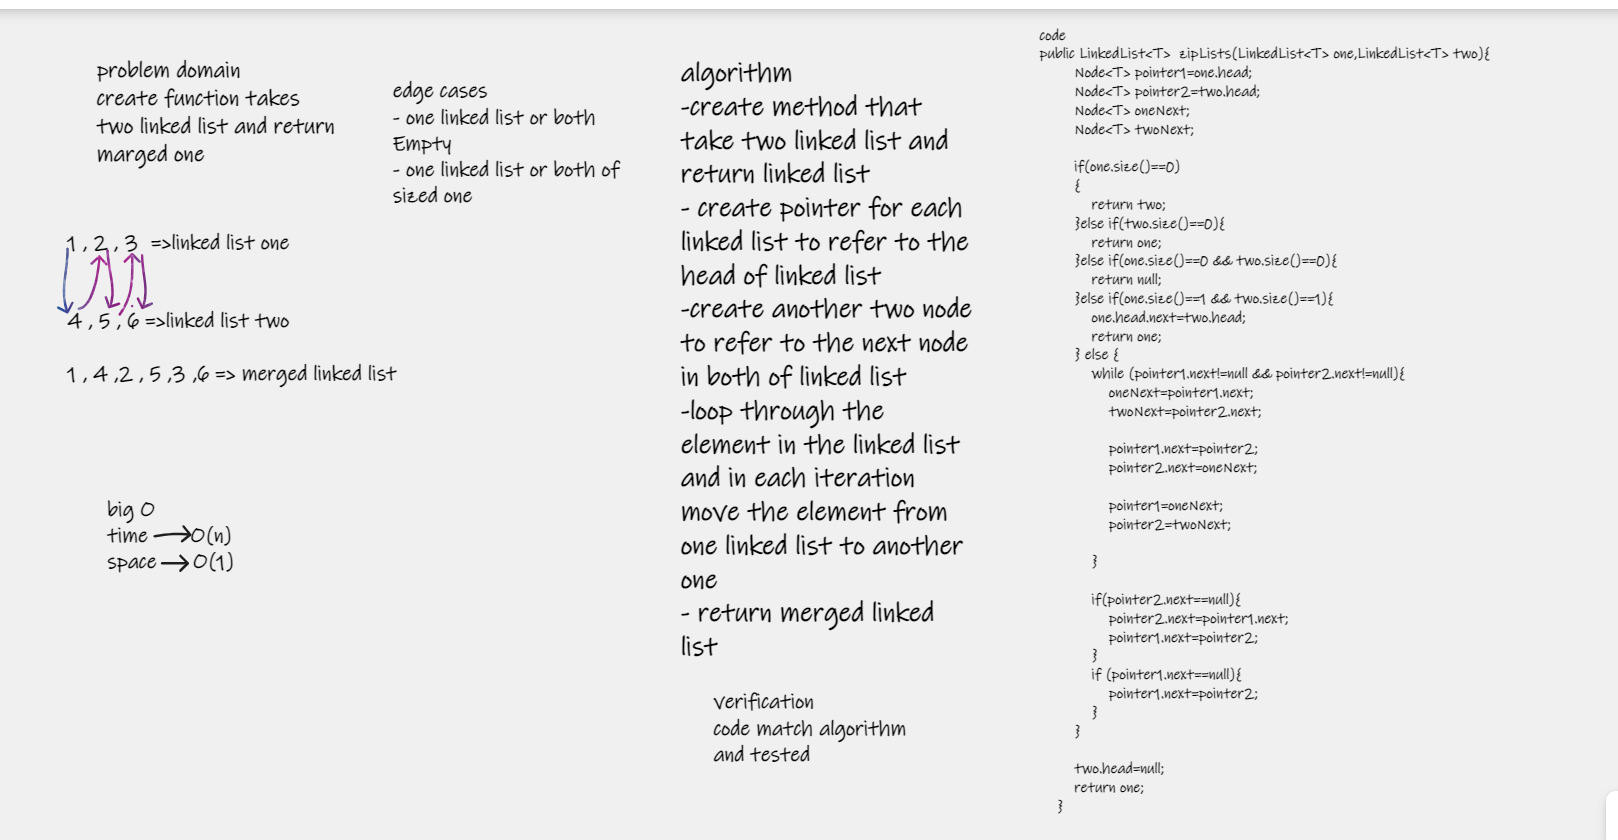 problem domain
create function takes
two linked list and return
marged one
edge cases
- one linked list or both
Empty
- one linked list or both of
sized one
1 , 2 , 3 =>linked list one
4 , 5 , 6 =>linked list two
1 , 4 ,2 , 5 ,3 ,6 => merged linked list
big O
time →O(n)
space → O(1)
algorithm
-create method that
take two linked list and
return linked list
- create pointer for each
linked list to refer to the
head of linked list
-create another two node
to refer to the next node
in both of linked list
-loop through the
element in the linked list
and in each iteration
move the element from
one linked list to another
one
- return merged linked
list
verification
code match algorithm
and tested
code
public LinkedList<T> zipLists(LinkedList<T> one,LinkedList<T> two){
Node<T> pointer1=one.head;
Node<T> pointer2=two.head;
Node<T> oneNext;
Node<T> twoNext;
if(one.size()==0)
{
return two;
}else if(two.size()==0){
return one;
}else if(one.size()==0 && two.size()==0){
return null;
}else if(one.size()==1 && two.size()==1){
one.head.next=two.head;
return one;
} else {
while (pointer1.next!=null && pointer2.next!=null){
oneNext=pointer1.next;
twoNext=pointer2.next;
pointer1.next=pointer2;
pointer2.next=oneNext;
pointer1=oneNext;
pointer2=twoNext;
}
if(pointer2.next==null){
pointer2.next=pointer1.next;
pointer1.next=pointer2;
}
if (pointer1.next==null){
pointer1.next=pointer2;
}
}
two.head=null;
return one;
}